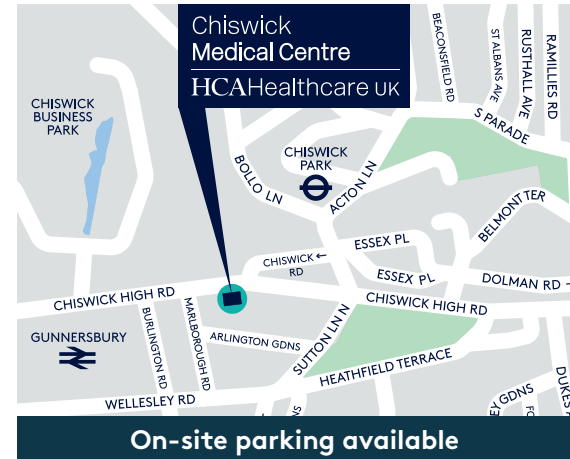 Chiswick
Medical Centre
HCAHealthcare UK
BEACONSFIELD RD
ST ALBANS AVE
RUSTHALL AVE
RAMILLIES RD
CHISWICK
BUSINESS
PARK
S PARADE
BOLLO LN
CHISWICK
PARK
ACTON LN
BELMONT TER
ESSEX PL
CHISWICK ←
RD
ESSEX PL
DOLMAN RD
CHISWICK HIGH RD
CHISWICK HIGH RD
GUNNERSBURY
BURLINGTON RD
MARLBOROUGH RD
ARLINGTON GDNS
SUTTON LN N
HEATHFIELD TERRACE
WELLESLEY RD
EY GDNS
FO
DUKES
On-site parking available